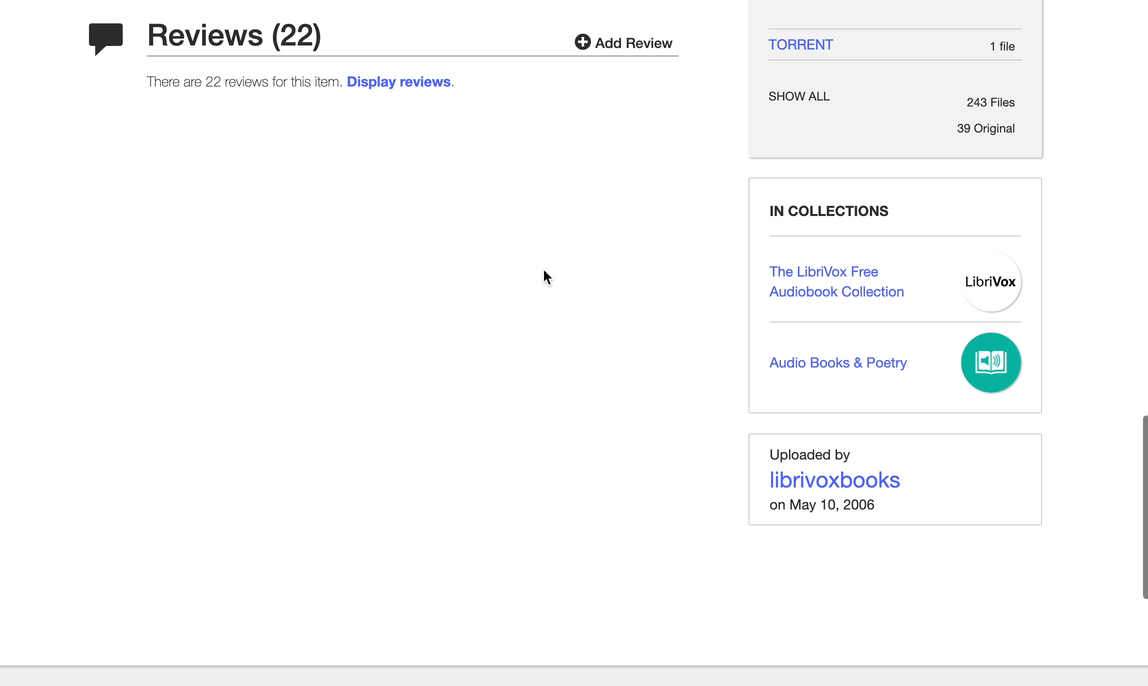 Reviews (22)
Add Review
There are 22 reviews for this item. Display reviews.
TORRENT
1 file
SHOW ALL
243 Files
39 Original
IN COLLECTIONS
The LibriVox Free
Audiobook Collection
LibriVox
Audio Books & Poetry
Uploaded by
librivoxbooks
on May 10, 2006